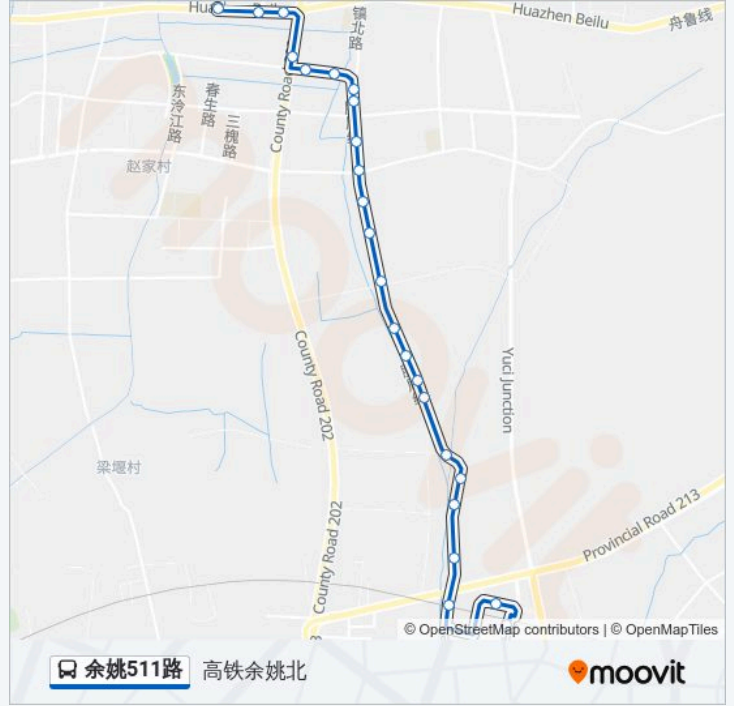 Huazhen Beilu
舟鲁线
镇北路
东泠江路
春生路
三槐路
County Road
赵家村
County Road 202
Yuci Junction
梁堰村
County Road 202
Provincial Road 213
© OpenStreetMap contributors | © OpenMapTiles
余姚511路 高铁余姚北
moovit
moovit